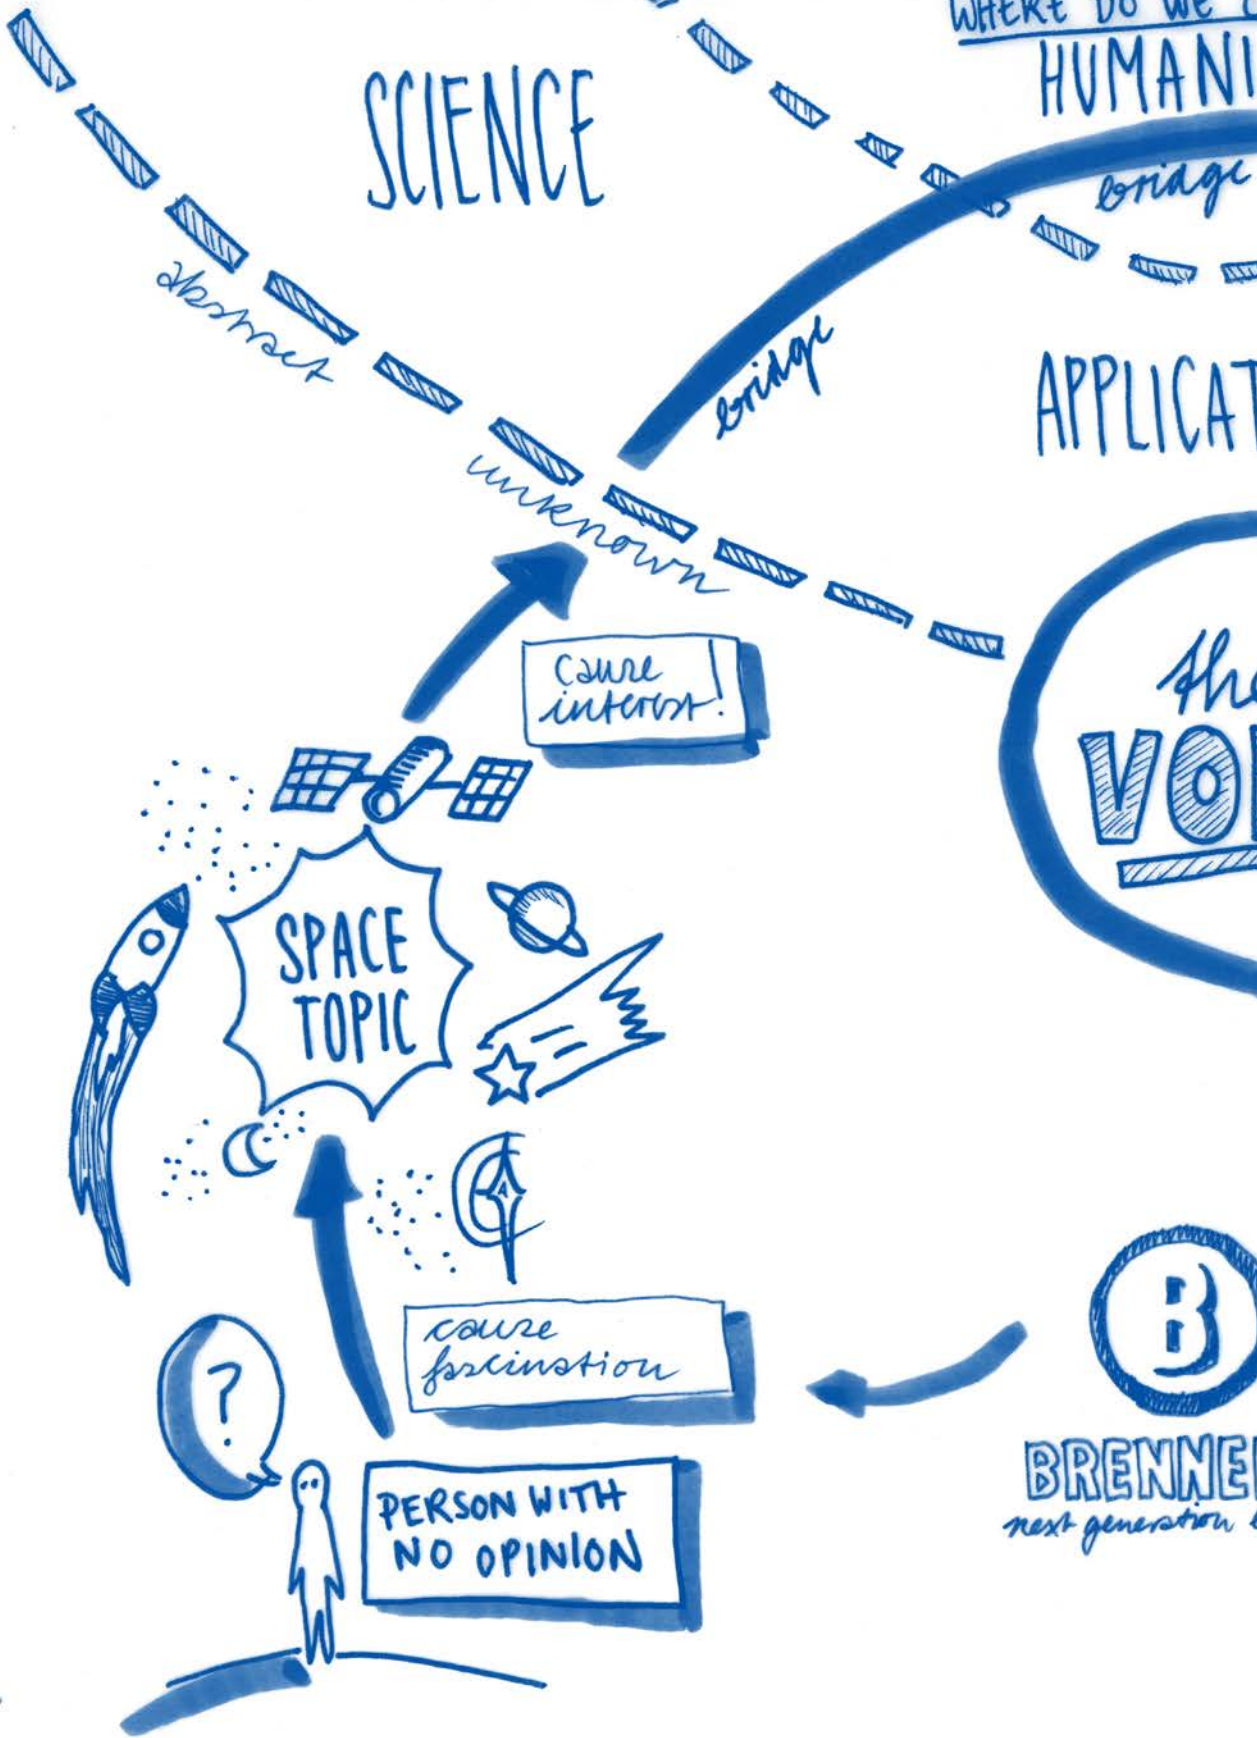 WHERE DO WE
HUMANI
SCIENCE
bridge
abstract
bridge
APPLICAT
unknown
cause
interest!
the
VO
SPACE
TOPIC
A
cause
fascination
B
?
BRENNE
PERSON WITH
NO OPINION
next generation